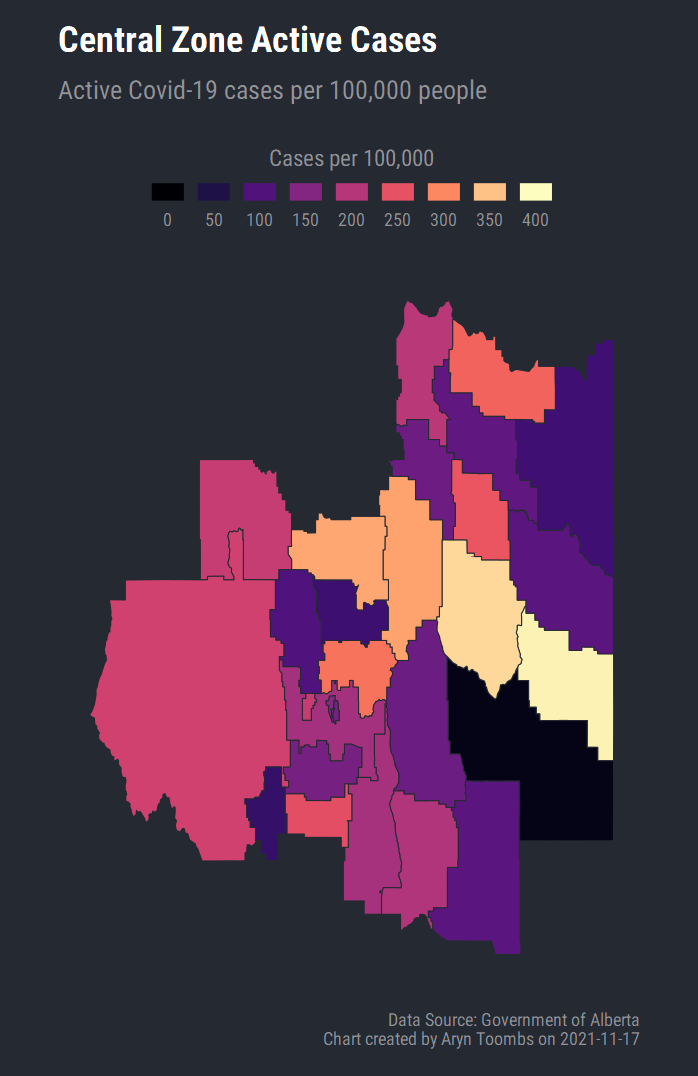 Central Zone Active Cases
Active Covid-19 cases per 100,000 people
Cases per 100,000
0 50 100 150 200 250 300 350 400
Data Source: Government of Alberta
Chart created by Aryn Toombs on 2021-11-17